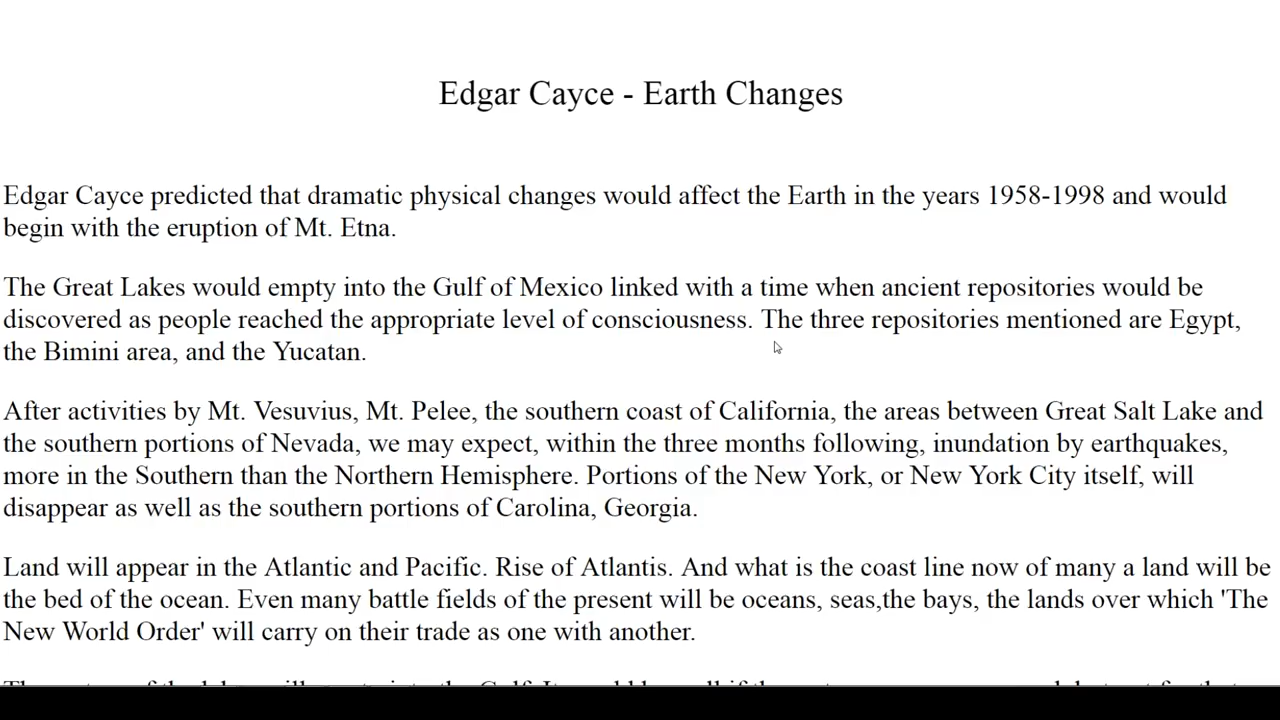 Edgar Cayce - Earth Changes
Edgar Cayce predicted that dramatic physical changes would affect the Earth in the years 1958-1998 and would
begin with the eruption of Mt. Etna.
The Great Lakes would empty into the Gulf of Mexico linked with a time when ancient repositories would be
discovered as people reached the appropriate level of consciousness. The three repositories mentioned are Egypt,
the Bimini area, and the Yucatan.
After activities by Mt. Vesuvius, Mt. Pelee, the southern coast of California, the areas between Great Salt Lake and
the southern portions of Nevada, we may expect, within the three months following, inundation by earthquakes,
more in the Southern than the Northern Hemisphere. Portions of the New York, or New York City itself, will
disappear as well as the southern portions of Carolina, Georgia.
Land will appear in the Atlantic and Pacific. Rise of Atlantis. And what is the coast line now of many a land will be
the bed of the ocean. Even many battle fields of the present will be oceans, seas,the bays, the lands over which 'The
New World Order' will carry on their trade as one with another.